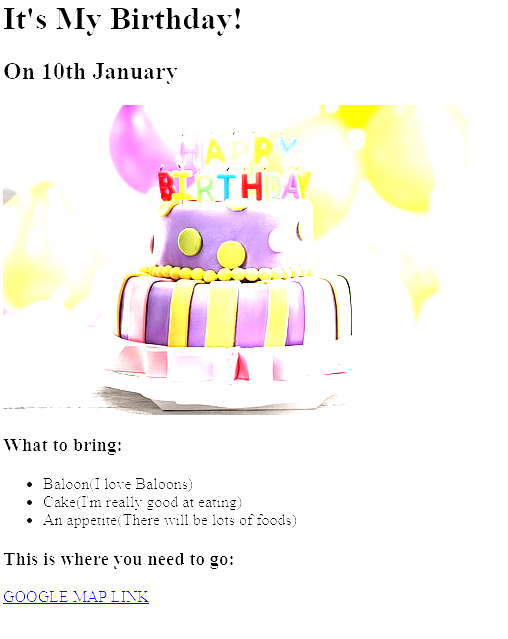 It's My Birthday!
On 10th January
HAPPY
BIRTHDAY
What to bring:
Baloon(I love Baloons)
Cake(I'm really good at eating)
An appetite(There will be lots of foods)
This is where you need to go:
GOOGLE MAP LINK